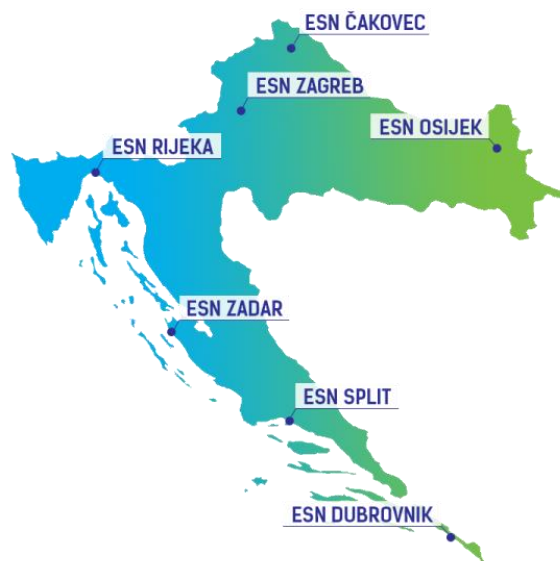 ESN ČAKOVEC
ESN ZAGREB
ESN OSIJEK
ESN RIJEKA
ESN ZADAR
ESN SPLIT
ESN DUBROVNIK